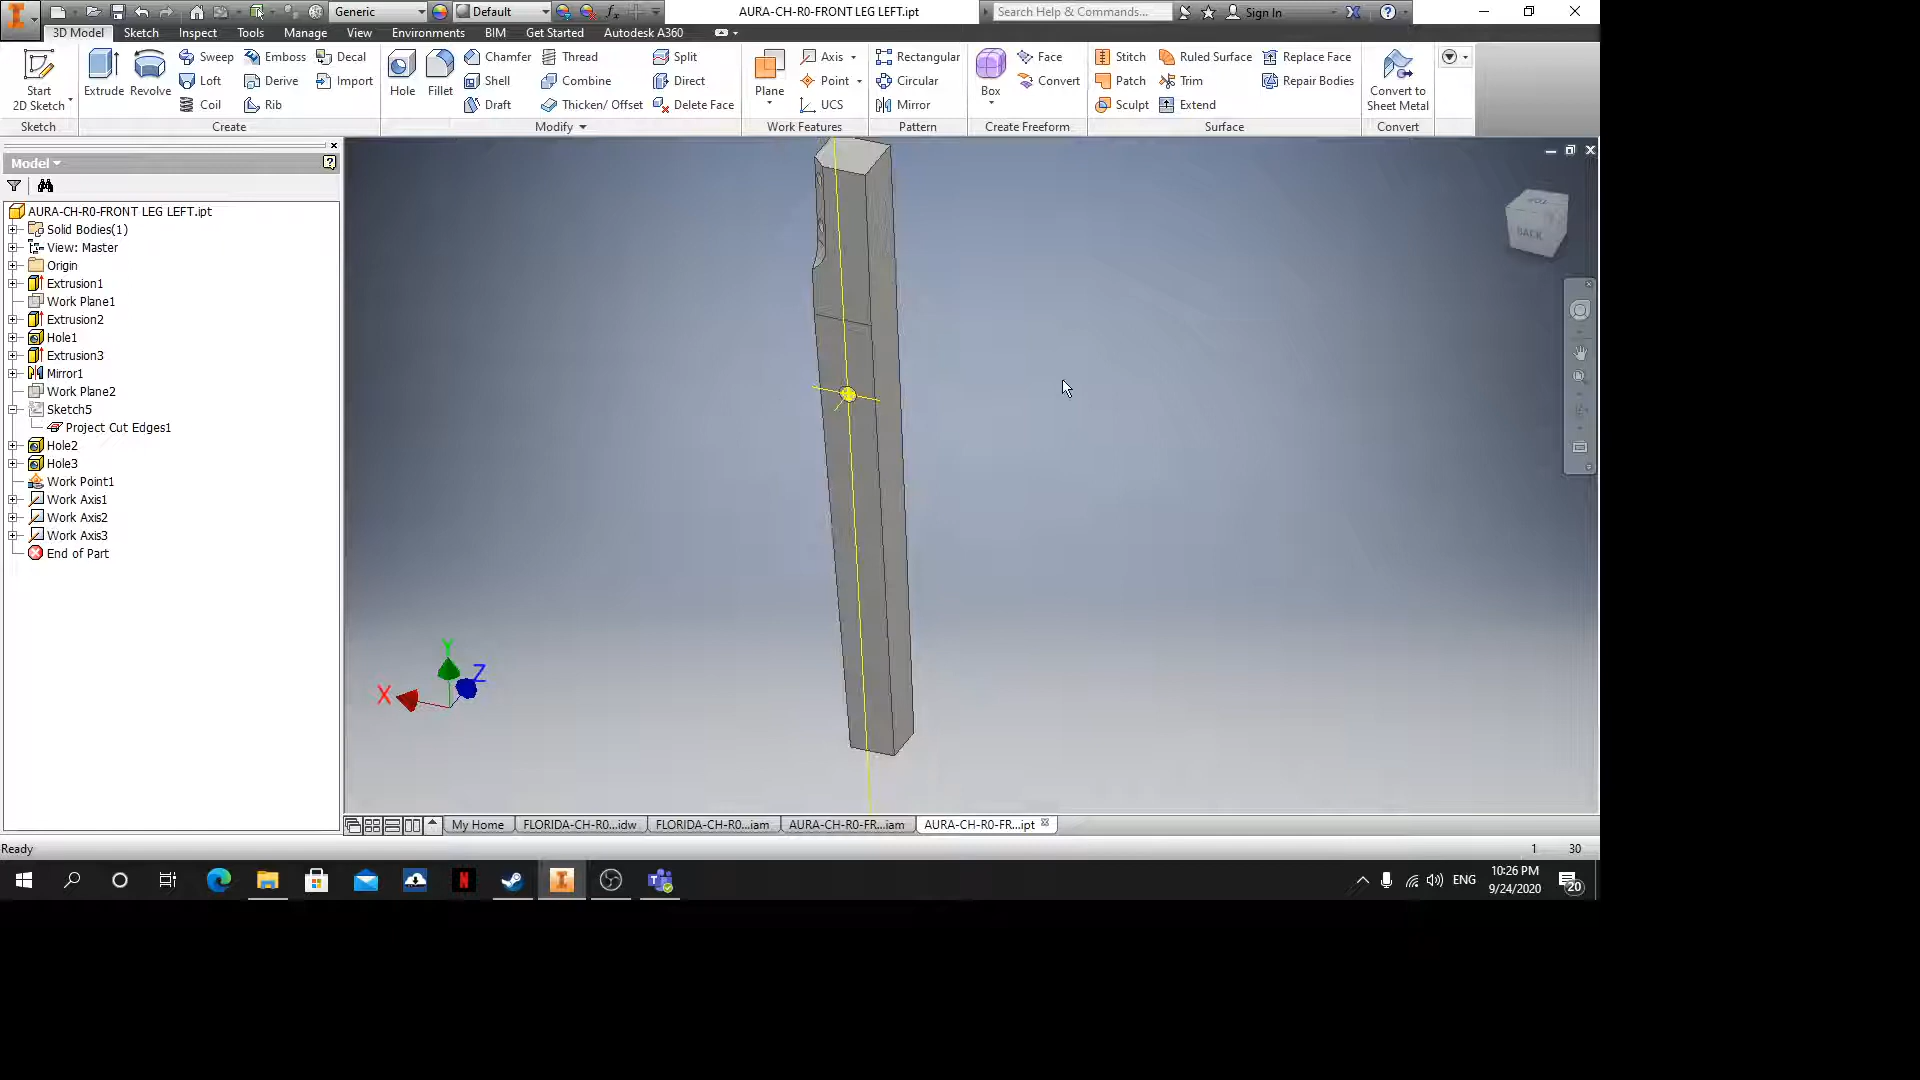 Generic
Default
AURA-CH-R0-FRONT LEG LEFT.ipt
Search Help & Commands...
Sign In
3D Model Sketch Inspect Tools Manage View Environments BIM Get Started Autodesk A360
Start
2D Sketch
Extrude
Revolve
Sweep
Loft
Coil
Emboss
Derive
Rib
Decal
Import
Hole
Fillet
Chamfer
Shell
Draft
Thread
Combine
Thicken/ Offset
Split
Direct
Delete Face
Plane
Axis
Point
UCS
Rectangular
Circular
Mirror
Box
Face
Convert
Stitch
Patch
Sculpt
Ruled Surface
Trim
Extend
Replace Face
Repair Bodies
Convert to
Sheet Metal
Sketch
Create
Modify
Work Features
Pattern
Create Freeform
Surface
Convert
Model
AURA-CH-R0-FRONT LEG LEFT.ipt
Solid Bodies(1)
View: Master
Origin
Extrusion1
Work Plane1
Extrusion2
Hole1
Extrusion3
Mirror1
Work Plane2
Sketch5
Project Cut Edges1
Hole2
Hole3
Work Point1
Work Axis1
Work Axis2
Work Axis3
End of Part
TOP
BACK
Y
Z
X
My Home
FLORIDA-CH-R0...idw
FLORIDA-CH-R0...iam
AURA-CH-R0-FR...iam
AURA-CH-R0-FR...ipt
Ready
1
30
ENG
10:26 PM
9/24/2020
20